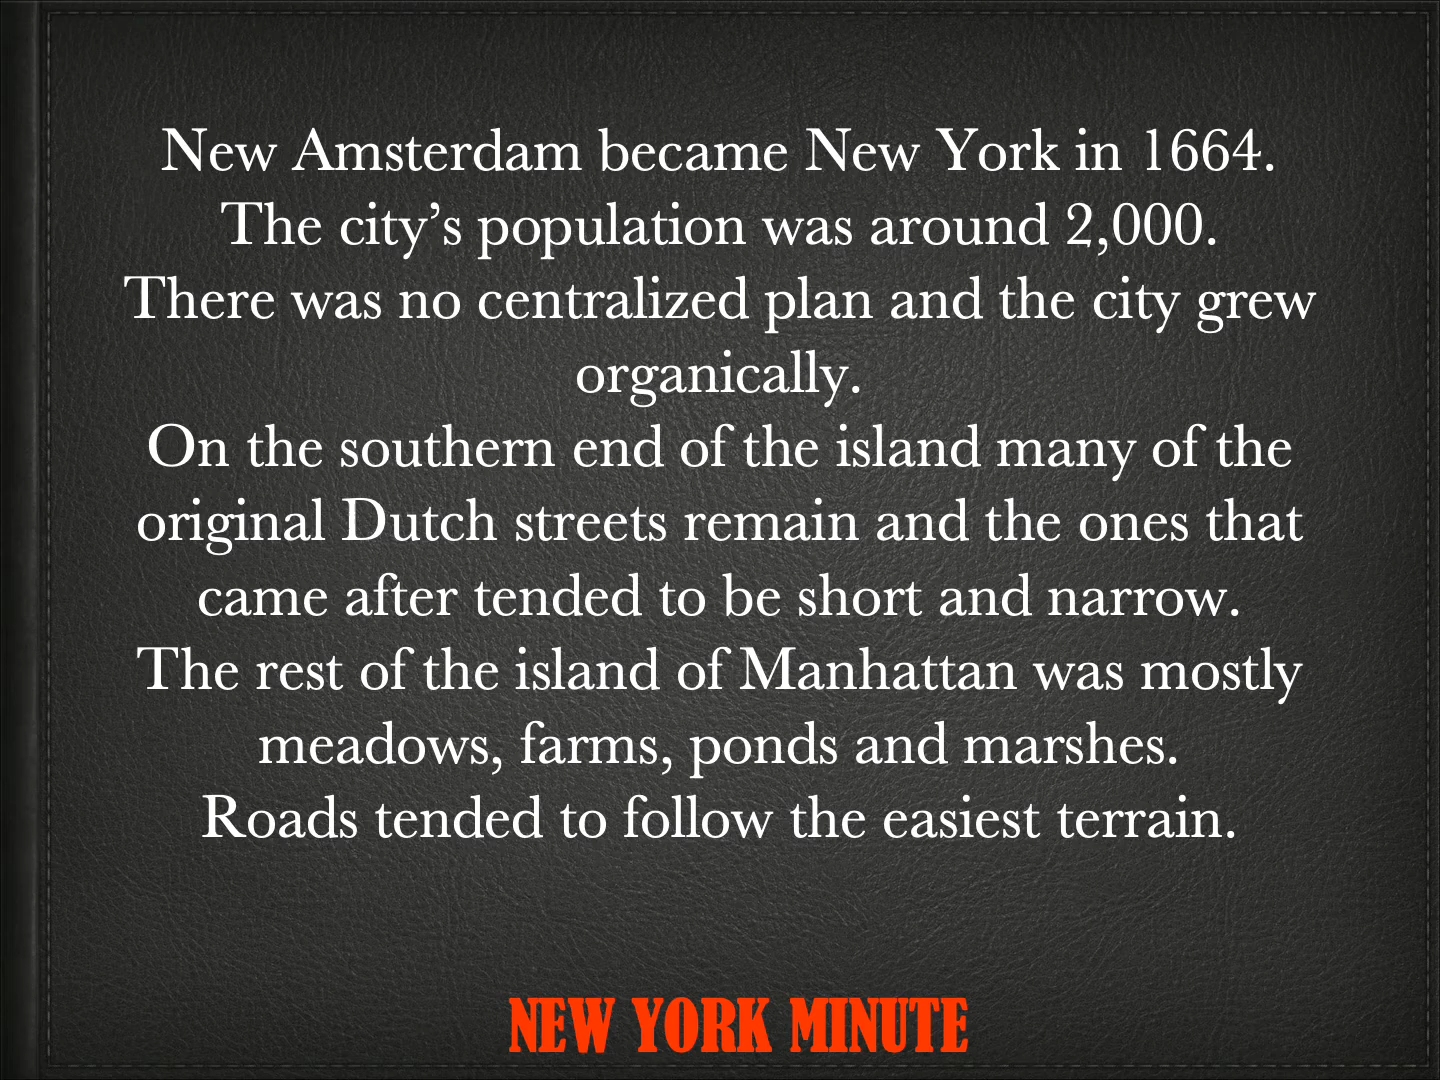 New Amsterdam became New York in 1664.
The city’s population was around 2,000.
There was no centralized plan and the city grew
organically.
On the southern end of the island many of the
original Dutch streets remain and the ones that
came after tended to be short and narrow.
The rest of the island of Manhattan was mostly
meadows, farms, ponds and marshes.
Roads tended to follow the easiest terrain.
NEW YORK MINUTE